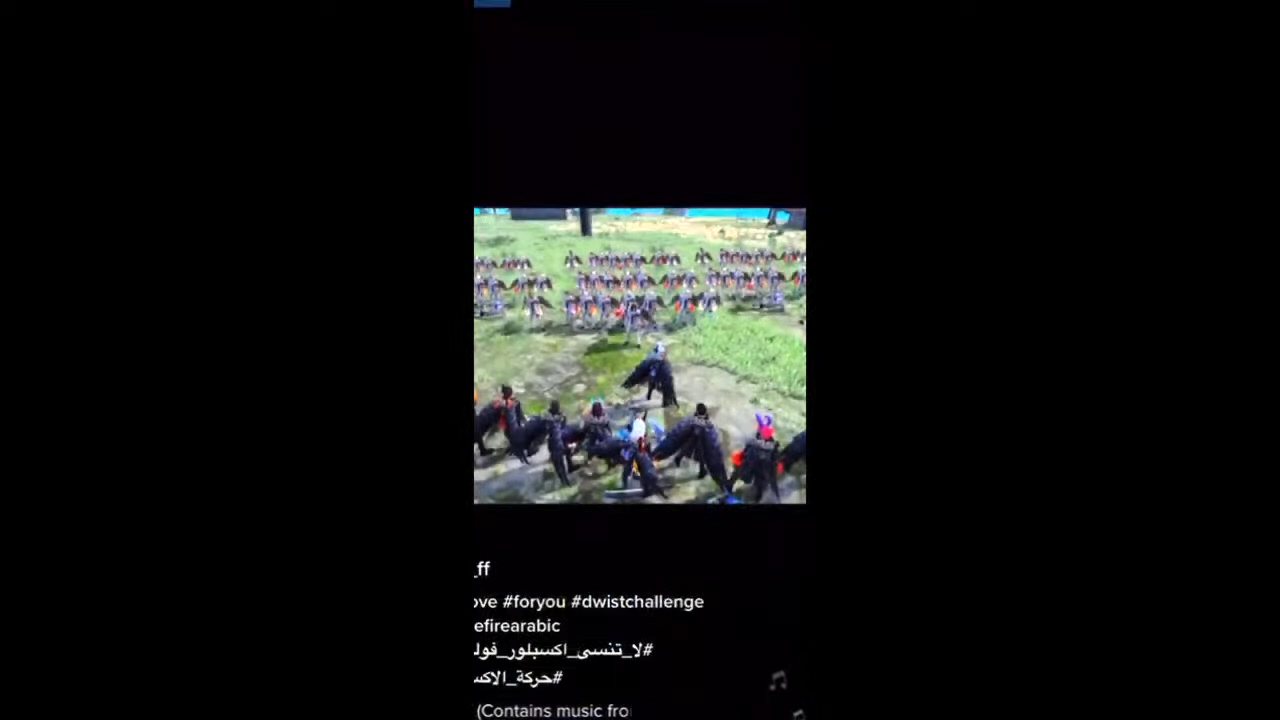 _ff
ove #foryou #dwistchallenge
efirearabic
#لا_تنسى_اكسبلور_فول
#حركة_الاكس
(Contains music fro